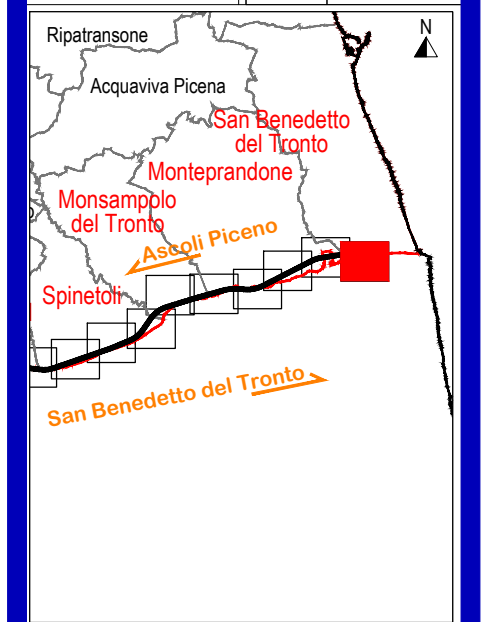 N
Ripatransone
Acquaviva Picena
San Benedetto
del Tronto
Monteprandone
Monsampolo
del Tronto
Ascoli Piceno
Spinetoli
San Benedetto del Tronto